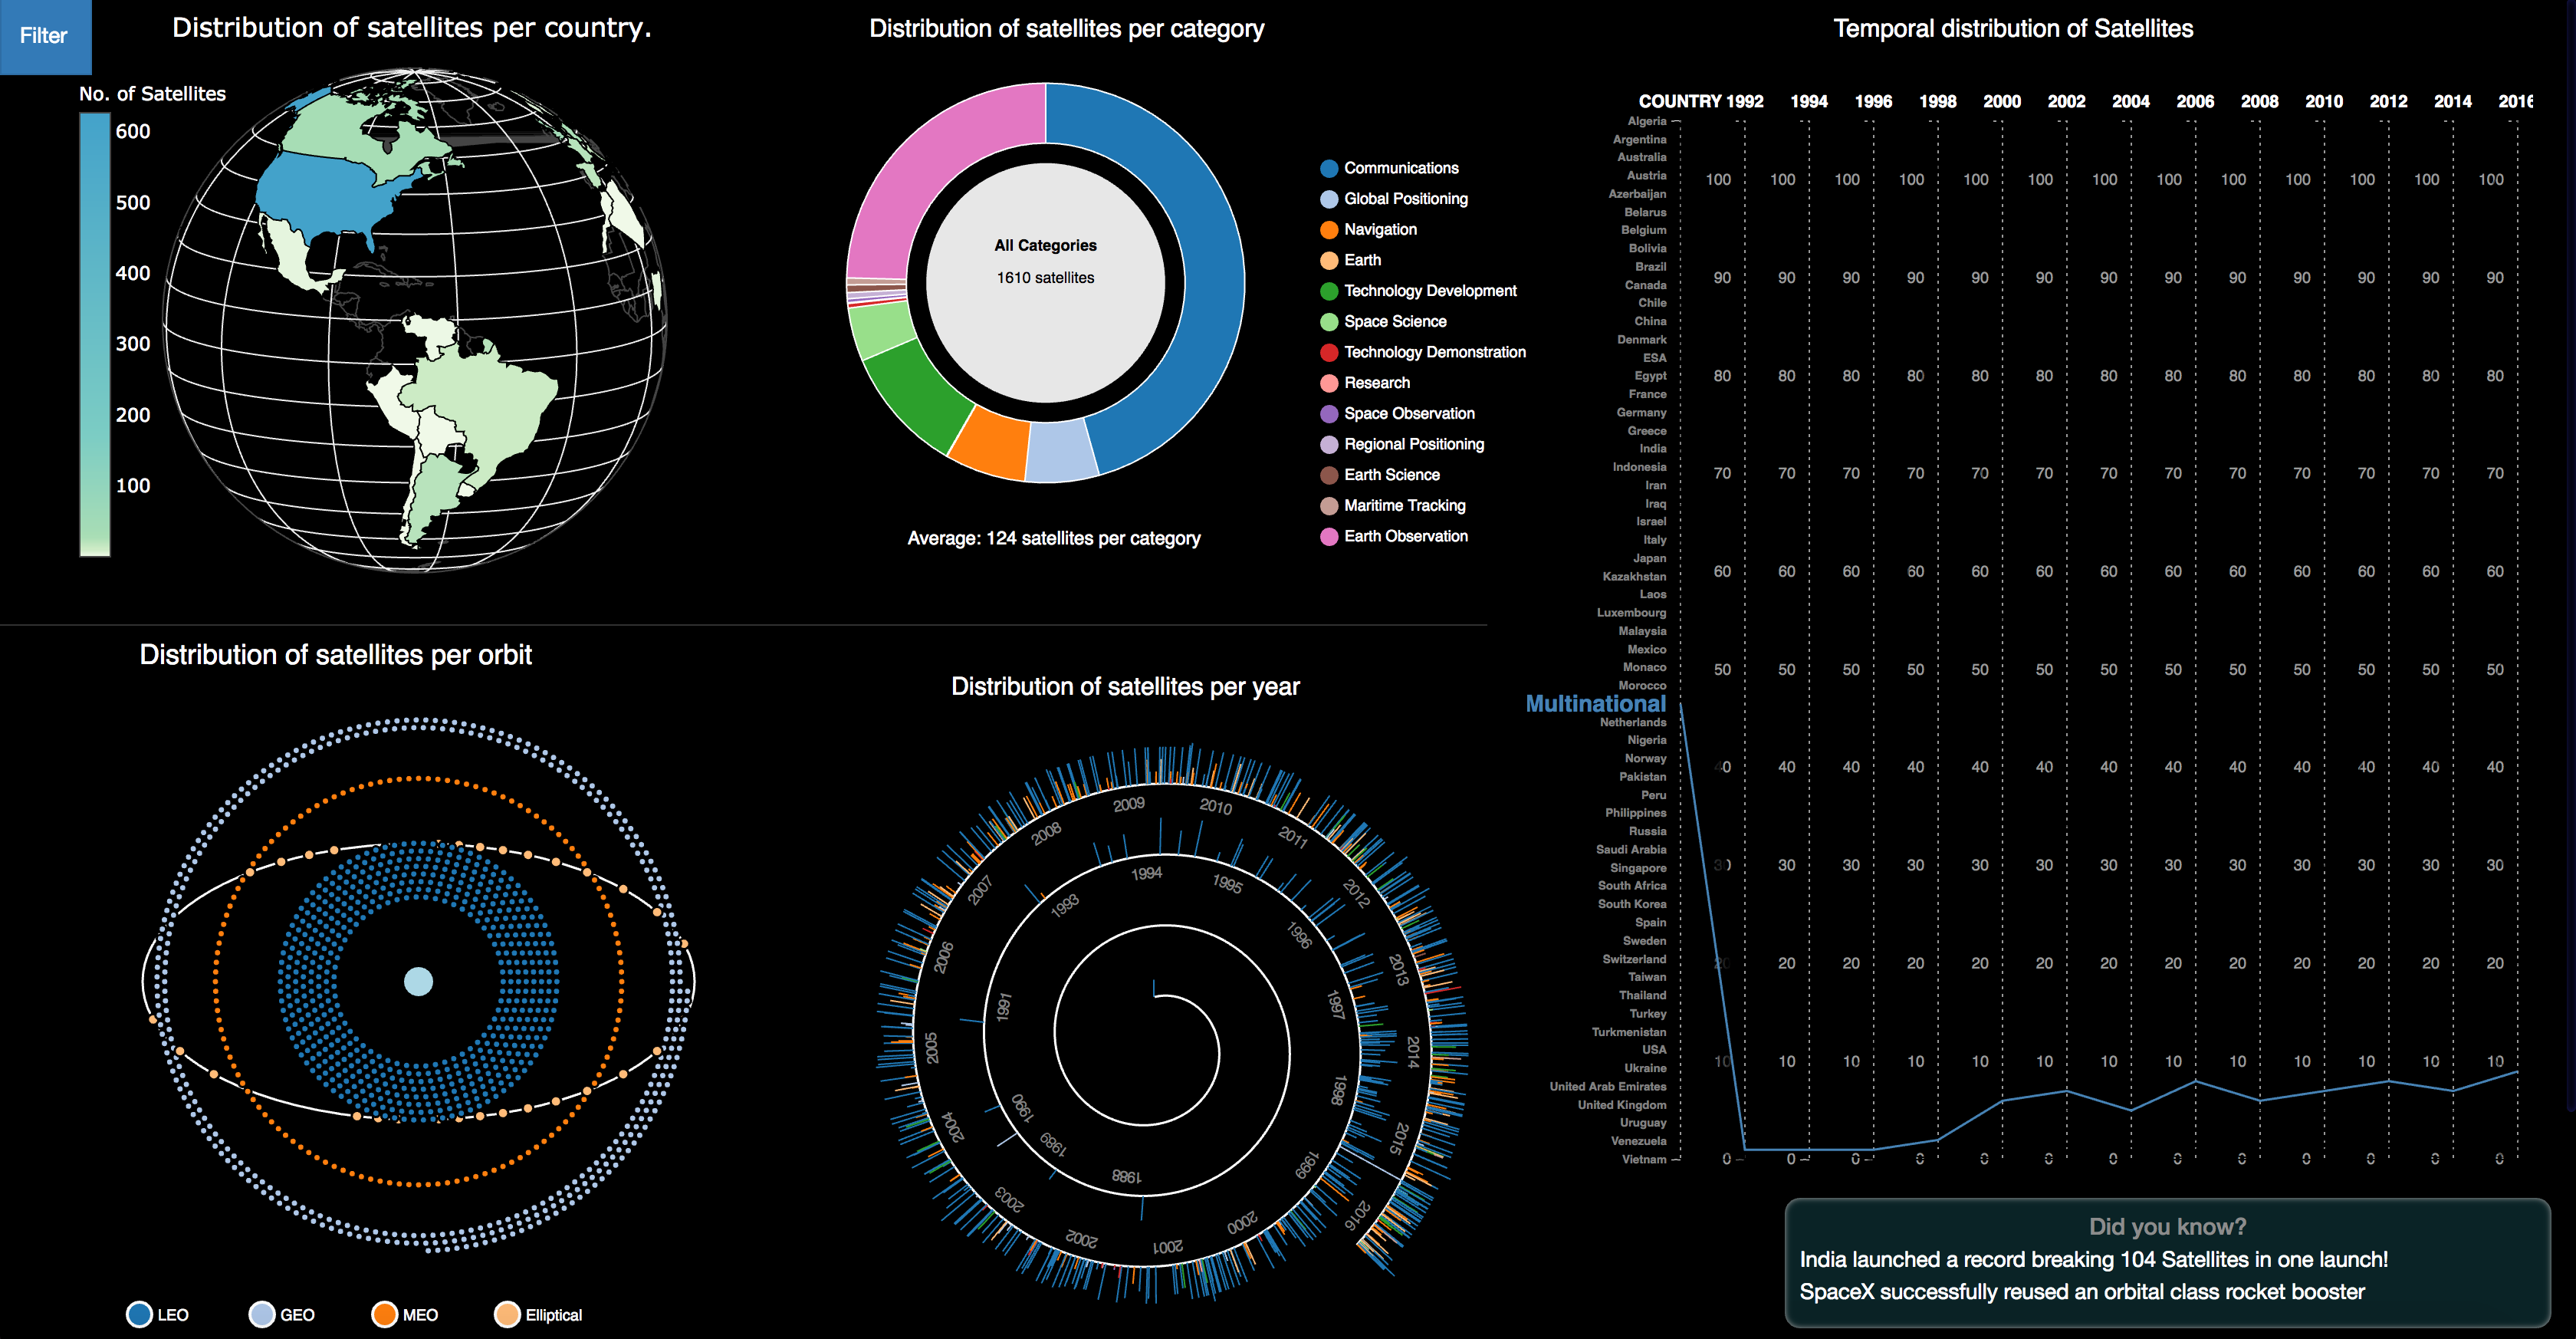 Filter
Distribution of satellites per country.
No. of Satellites
600
500
400
300
200
100
Distribution of satellites per category
All Categories
1610 satellites
Average: 124 satellites per category
Communications
Global Positioning
Navigation
Earth
Technology Development
Space Science
Technology Demonstration
Research
Space Observation
Regional Positioning
Earth Science
Maritime Tracking
Earth Observation
Distribution of satellites per orbit
LEO GEO MEO Elliptical
Distribution of satellites per year
1988
1989
1990
1991
1993
1994
1995
1996
1997
1998
1999
2000
2001
2002
2003
2004
2005
2006
2007
2008
2009
2010
2011
2012
2013
2014
2015
2016
Temporal distribution of Satellites
COUNTRY 1992 1994 1996 1998 2000 2002 2004 2006 2008 2010 2012 2014 2016
Algeria
Argentina
Australia
Austria
Azerbaijan
Belarus
Belgium
Bolivia
Brazil
Canada
Chile
China
Denmark
ESA
Egypt
France
Germany
Greece
India
Indonesia
Iran
Iraq
Israel
Italy
Japan
Kazakhstan
Laos
Luxembourg
Malaysia
Mexico
Monaco
Morocco
Multinational
Netherlands
Nigeria
Norway
Pakistan
Peru
Philippines
Russia
Saudi Arabia
Singapore
South Africa
South Korea
Spain
Sweden
Switzerland
Taiwan
Thailand
Turkey
Turkmenistan
USA
Ukraine
United Arab Emirates
United Kingdom
Uruguay
Venezuela
Vietnam
100 100 100 100 100 100 100 100 100 100 100 100 100
90 90 90 90 90 90 90 90 90 90 90 90 90
80 80 80 80 80 80 80 80 80 80 80 80 80
70 70 70 70 70 70 70 70 70 70 70 70 70
60 60 60 60 60 60 60 60 60 60 60 60 60
50 50 50 50 50 50 50 50 50 50 50 50 50
40 40 40 40 40 40 40 40 40 40 40 40 40
30 30 30 30 30 30 30 30 30 30 30 30 30
20 20 20 20 20 20 20 20 20 20 20 20 20
10 10 10 10 10 10 10 10 10 10 10 10 10
0 0 0 0 0 0 0 0 0 0 0 0 0
Did you know?
India launched a record breaking 104 Satellites in one launch!
SpaceX successfully reused an orbital class rocket booster